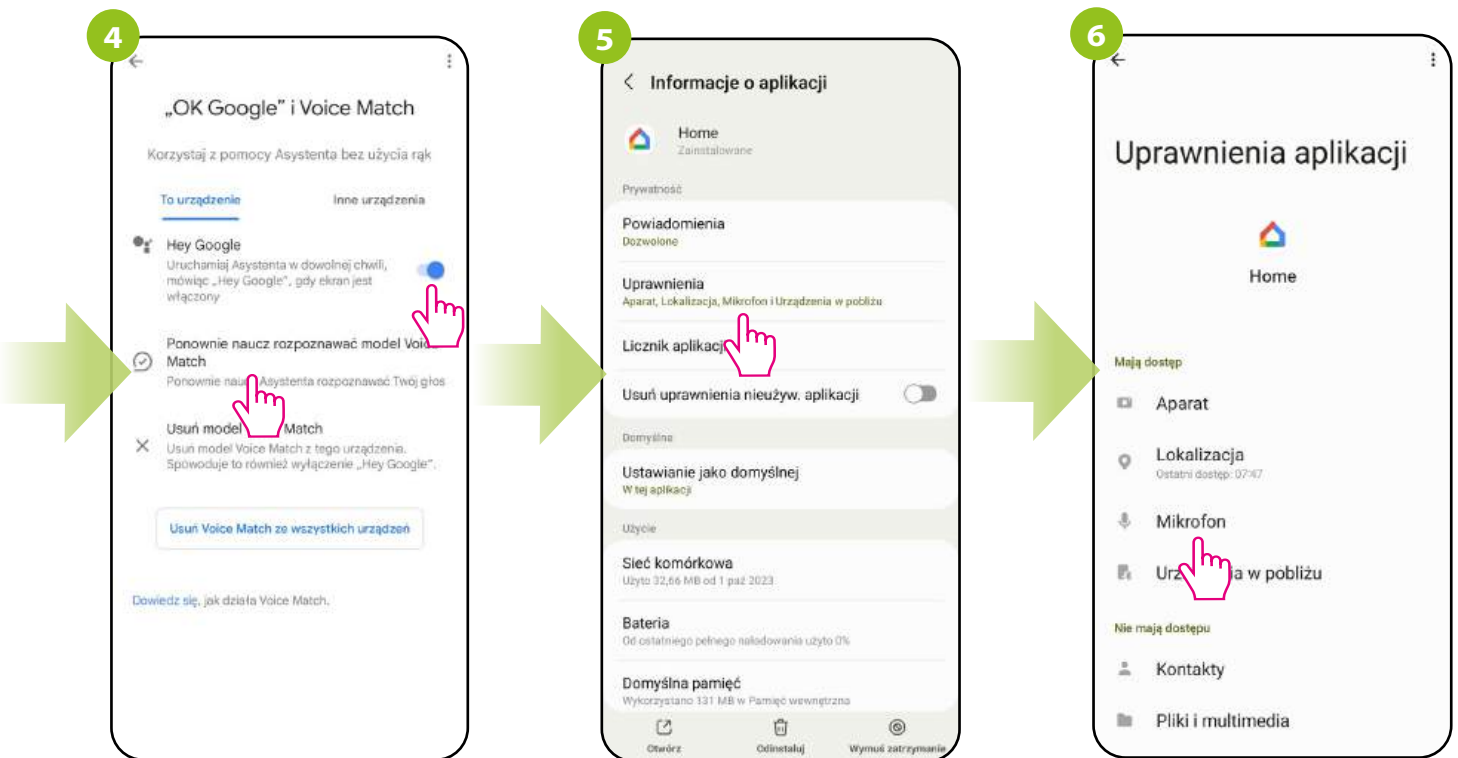 4
„OK Google” i Voice Match
Korzystaj z pomocy Asystenta bez użycia rąk
To urządzenie
Inne urządzenia
Hey Google
Uruchamiaj Asystenta w dowolnej chwili,
mówiąc „Hey Google”, gdy ekran jest
włączony
Ponownie naucz rozpoznawać model Voice
Match
Ponownie naucz Asystenta rozpoznawać Twój głos
Usuń model Match
Usuń model Voice Match z tego urządzenia.
Spowoduje to również wyłączenie „Hey Google”.
Usuń Voice Match ze wszystkich urządzeń
Dowiedz się, jak działa Voice Match.
5
Informacje o aplikacji
Home
Zainstalowane
Prywatność
Powiadomienia
Dozwolone
Uprawnienia
Aparat, Lokalizacja, Mikrofon i Urządzenia w pobliżu
Licznik aplikacji
Usuń uprawnienia nieużyw. aplikacji
Domyślne
Ustawianie jako domyślnej
W tej aplikacji
Użycie
Sieć komórkowa
Użyto 32,66 MB od 1 paź 2023
Bateria
Od ostatniego pełnego naładowania użyto 0%
Domyślna pamięć
Wykorzystano 131 MB w Pamięć wewnętrzna
Otwórz
Odinstaluj
Wymuś zatrzymanie
6
Uprawnienia aplikacji
Home
Mają dostęp
Aparat
Lokalizacja
Ostatni dostęp: 07:47
Mikrofon
Urządzenia w pobliżu
Nie mają dostępu
Kontakty
Pliki i multimedia